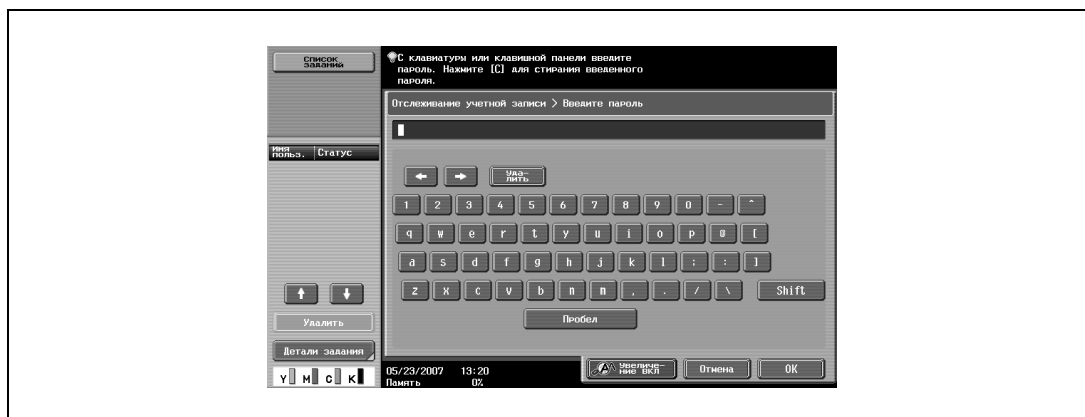 Список
заданий
С клавиатуры или клавишной панели введите
пароль. Нажмите [C] для стирания введенного
пароля.
Отслеживание учетной записи > Введите пароль
Имя
польз. Статус
← → Уда-
лить
1 2 3 4 5 6 7 8 9 0 - ^
q w e r t y u i o p @ [
a s d f g h j k l ; : ]
z x c v b n m , . / \ Shift
Пробел
↑ ↓
Удалить
Детали задания
Y M C K
05/23/2007 13:20
Память 0%
Увеличе-
ние ВКЛ
Отмена
OK